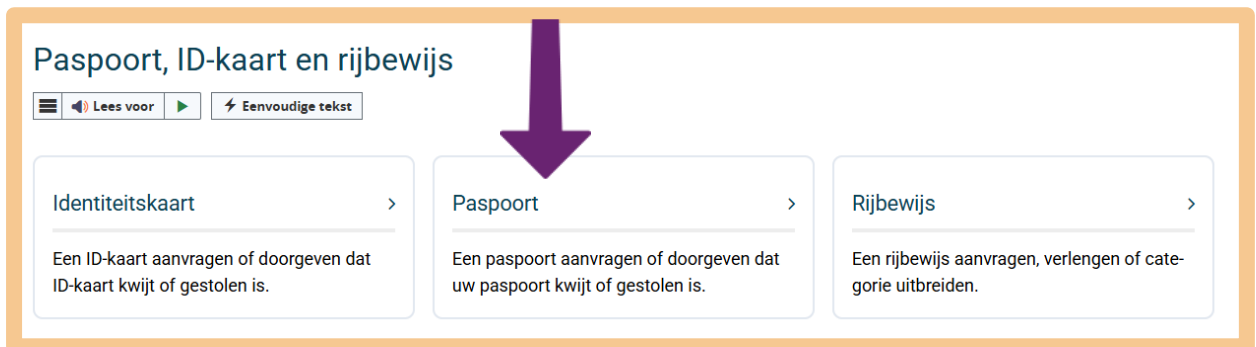 Paspoort, ID-kaart en rijbewijs
Lees voor
Eenvoudige tekst
Identiteitskaart
Een ID-kaart aanvragen of doorgeven dat
ID-kaart kwijt of gestolen is.
Paspoort
Een paspoort aanvragen of doorgeven dat
uw paspoort kwijt of gestolen is.
Rijbewijs
Een rijbewijs aanvragen, verlengen of cate-
gorie uitbreiden.